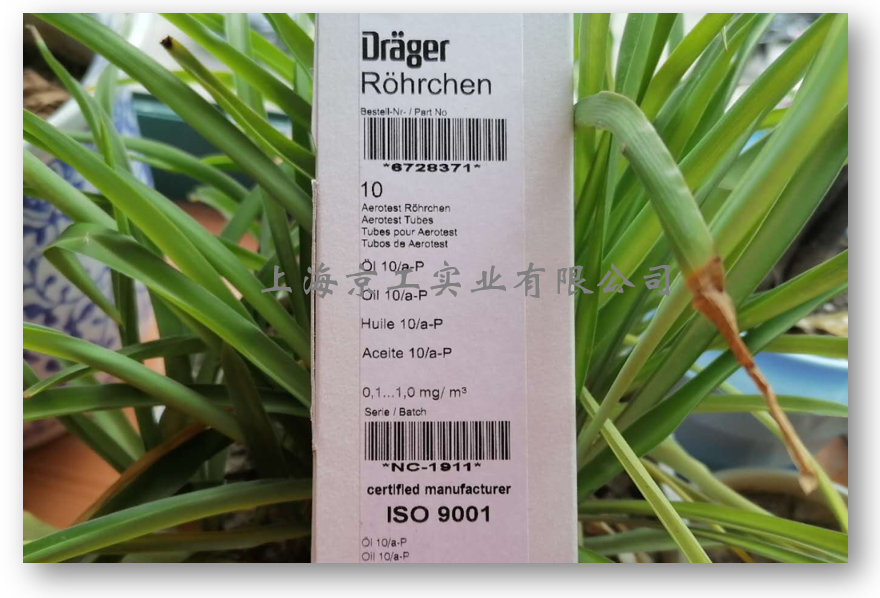 Dräger
Röhrchen
Bestell-Nr- / Part No
*6728371*
10
Aerotest Röhrchen
Aerotest Tubes
Tubes pour Aerotest
Tubos de Aerotest
Öl 10/a-P
上海京工实业有限公司
Oil 10/a-P
Huile 10/a-P
Aceite 10/a-P
0,1...1,0 mg/ m³
Serie / Batch
*NC-1911*
certified manufacturer
ISO 9001
Öl 10/a-P
Oil 10/a-P